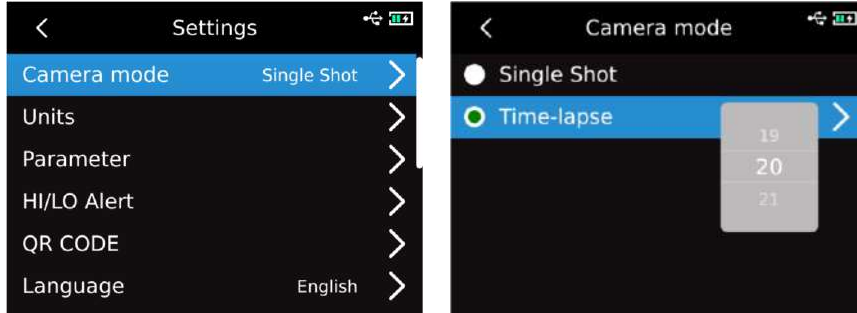 Settings
Camera mode Single Shot
Units
Parameter
HI/LO Alert
QR CODE
Language English
Camera mode
Single Shot
Time-lapse
19
20
21